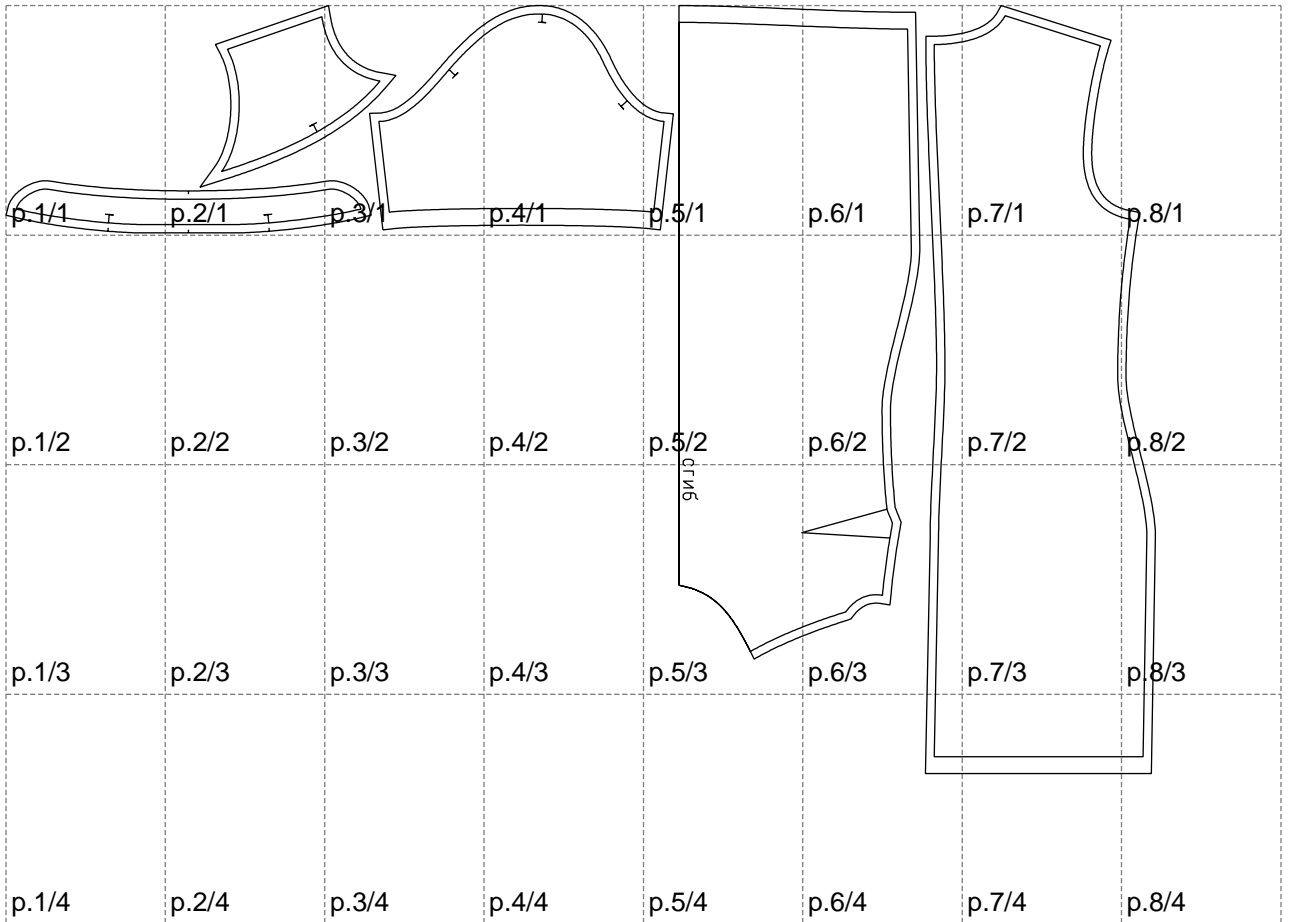 p.1/1 p.2/1 p.3/1 p.4/1 p.5/1 p.6/1 p.7/1 p.8/1
p.1/2 p.2/2 p.3/2 p.4/2 p.5/2 p.6/2 p.7/2 p.8/2
сгиб
p.1/3 p.2/3 p.3/3 p.4/3 p.5/3 p.6/3 p.7/3 p.8/3
p.1/4 p.2/4 p.3/4 p.4/4 p.5/4 p.6/4 p.7/4 p.8/4